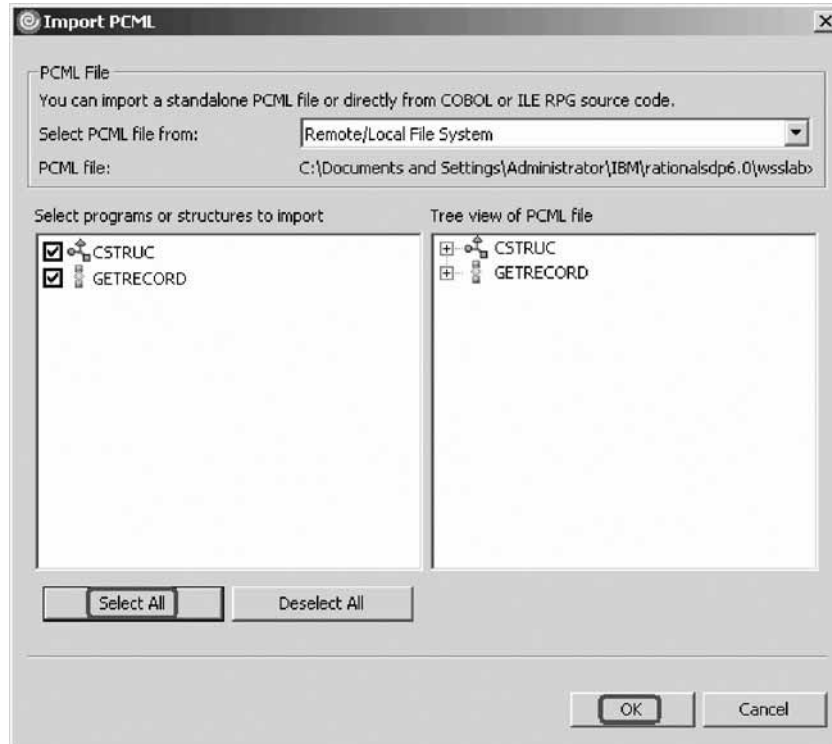 Import PCML
PCML File
You can import a standalone PCML file or directly from COBOL or ILE RPG source code.
Select PCML file from:
Remote/Local File System
PCML file:
C:\Documents and Settings\Administrator\IBM\rationalsdp6.0\wsslab
Select programs or structures to import
CSTRUC
GETRECORD
Tree view of PCML file
CSTRUC
GETRECORD
Select All
Deselect All
OK
Cancel